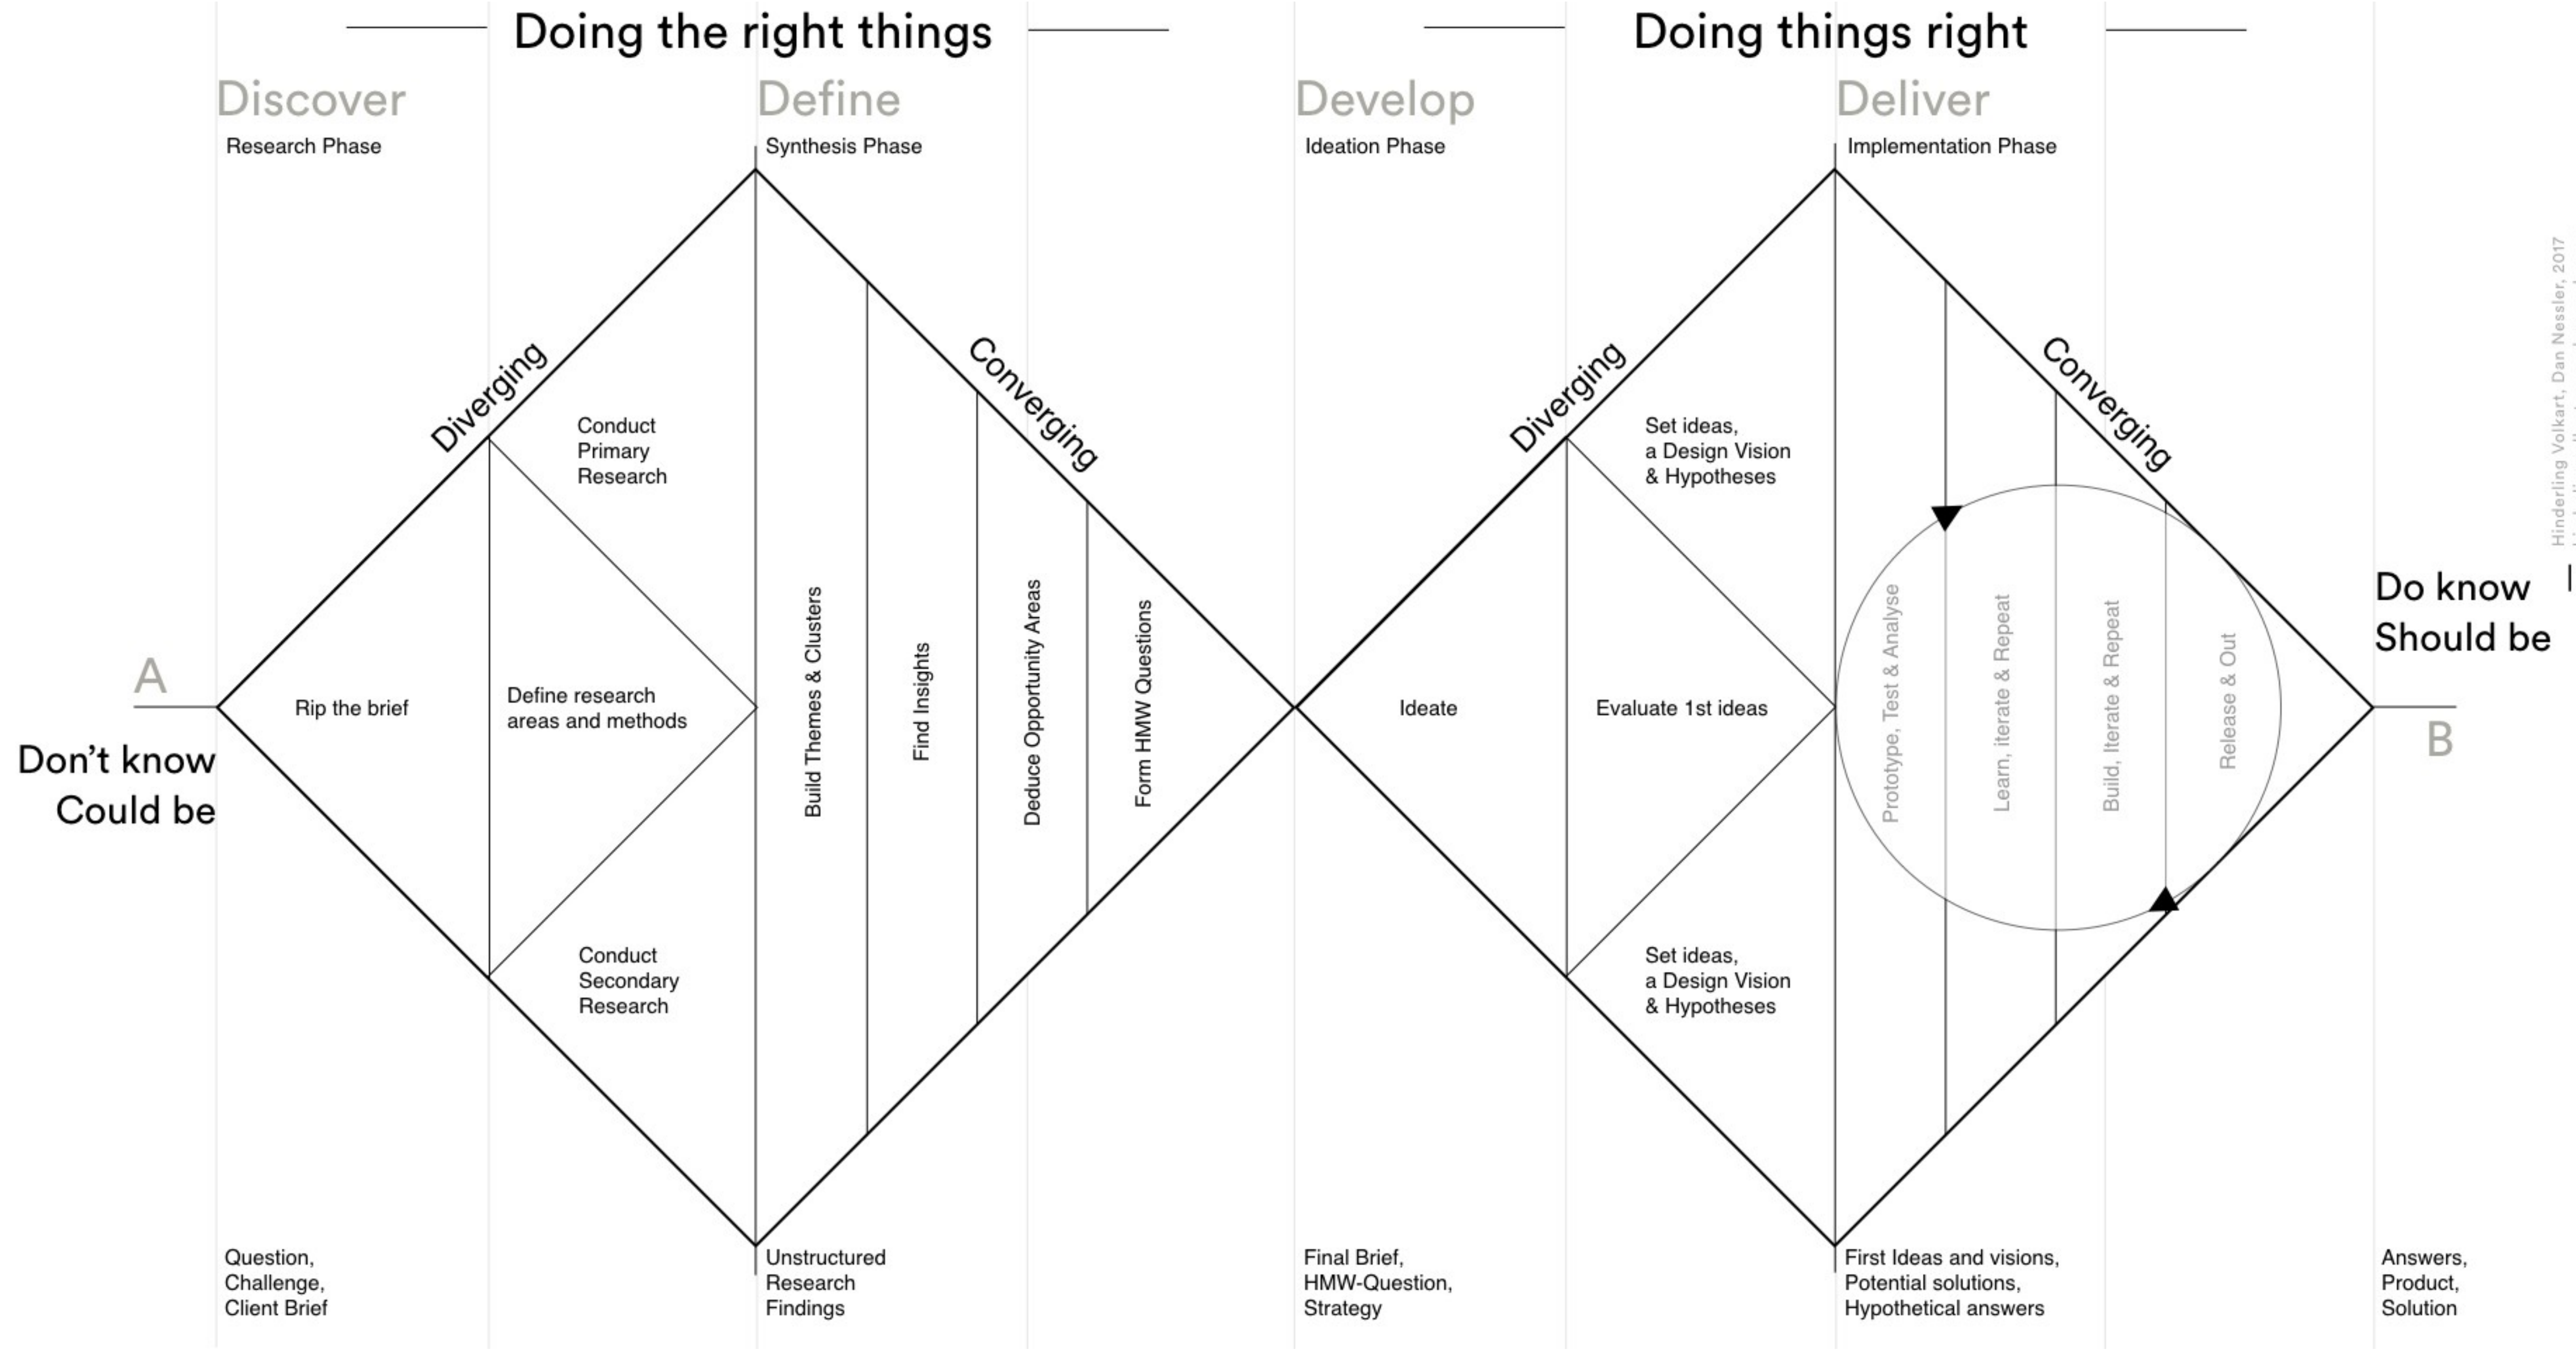 Doing the right things
Doing things right
Discover
Define
Develop
Deliver
Research Phase
Synthesis Phase
Ideation Phase
Implementation Phase
Diverging
Converging
Diverging
Converging
A
Don't know
Could be
Rip the brief
Define research
areas and methods
Conduct
Primary
Research
Conduct
Secondary
Research
Build Themes & Clusters
Find Insights
Deduce Opportunity Areas
Form HMW Questions
Ideate
Evaluate 1st ideas
Set ideas,
a Design Vision
& Hypotheses
Set ideas,
a Design Vision
& Hypotheses
Prototype, Test & Analyse
Learn, iterate & Repeat
Build, Iterate & Repeat
Release & Out
Do know
Should be
B
Hinderling Volkart, Dan Nessler, 2017
Question,
Challenge,
Client Brief
Unstructured
Research
Findings
Final Brief,
HMW-Question,
Strategy
First Ideas and visions,
Potential solutions,
Hypothetical answers
Answers,
Product,
Solution